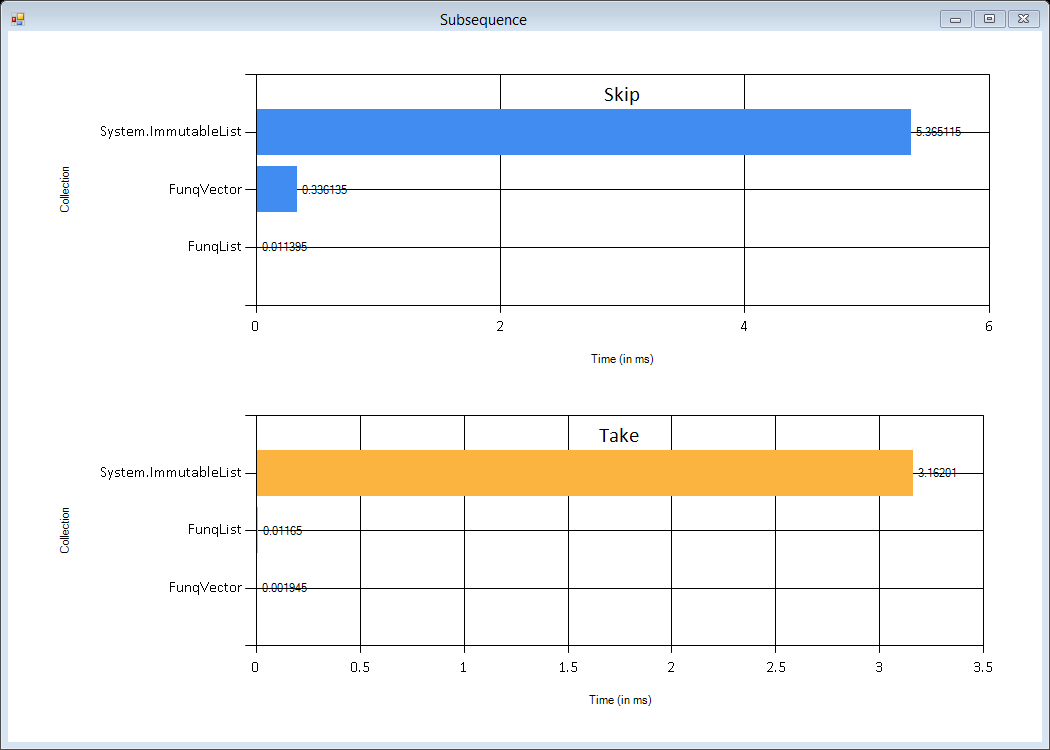 Subsequence
Skip
System.ImmutableList
5.365115
FunqVector
0.336135
FunqList
0.011395
Collection
0 2 4 6
Time (in ms)
Take
System.ImmutableList
3.16201
FunqList
0.01165
FunqVector
0.001945
Collection
0 0.5 1 1.5 2 2.5 3 3.5
Time (in ms)